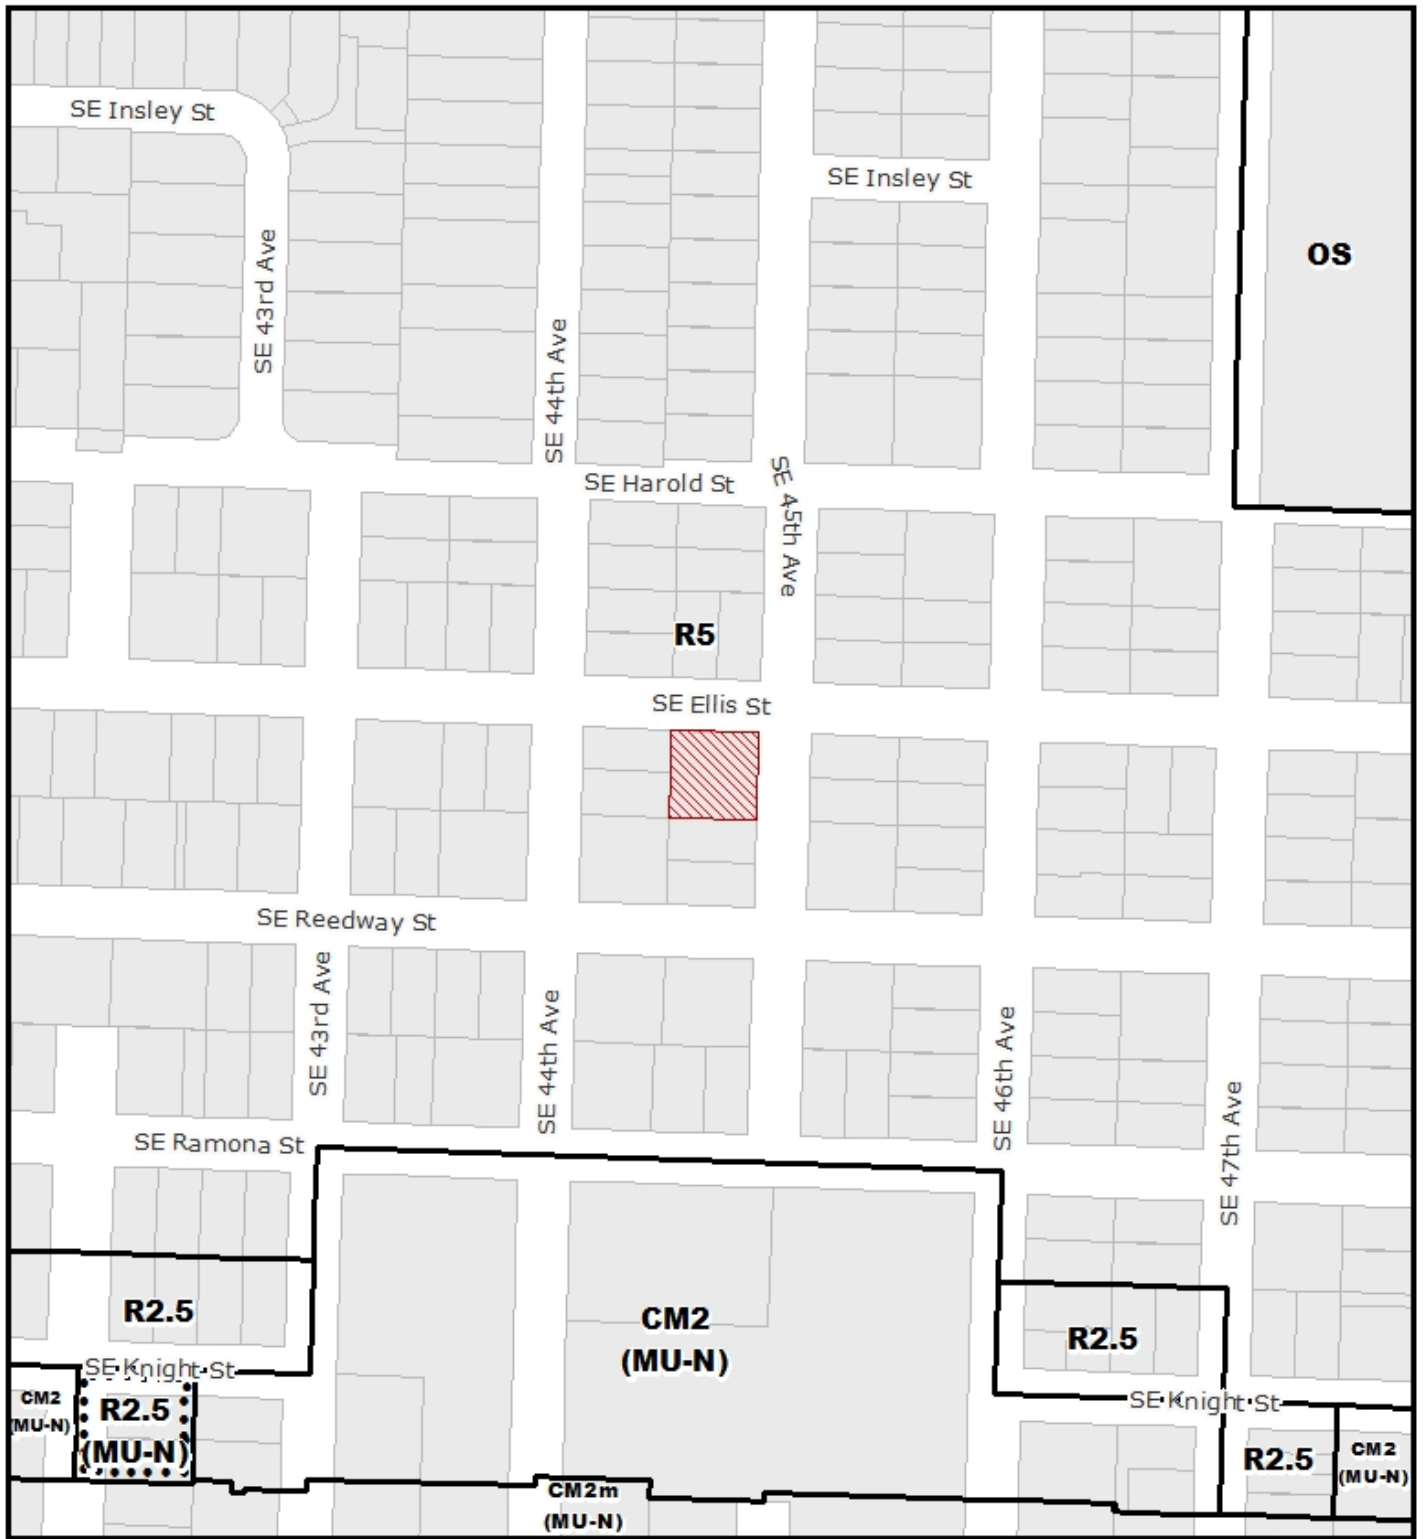 SE Insley St
SE Insley St
SE 43rd Ave
OS
SE 44th Ave
SE Harold St
SE 45th Ave
R5
SE Ellis St
SE Reedway St
SE 43rd Ave
SE 44th Ave
SE 46th Ave
SE 47th Ave
SE Ramona St
R2.5
CM2
(MU-N)
R2.5
SE Knight St
SE Knight St
CM2
(MU-N)
R2.5
(MU-N)
R2.5
CM2
(MU-N)
CM2m
(MU-N)